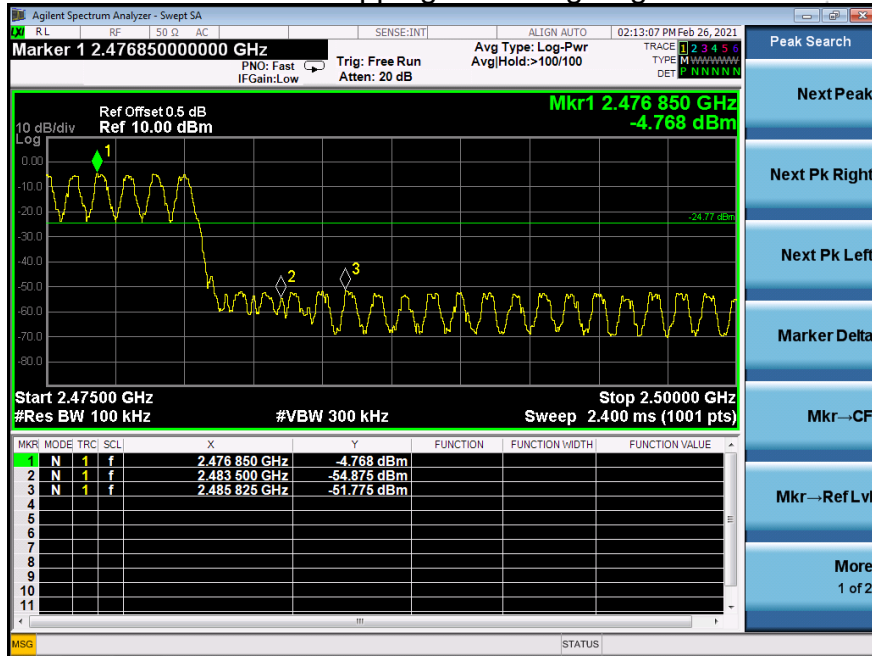 Agilent Spectrum Analyzer - Swept SA
LXI RL RF 50 Ω AC SENSE:INT ALIGN AUTO 02:13:07 PM Feb 26, 2021
Marker 1 2.476850000000 GHz
PNO: Fast
IFGain:Low
Trig: Free Run
Atten: 20 dB
Avg Type: Log-Pwr
Avg|Hold:>100/100
TRACE 1 2 3 4 5 6
TYPE M WWWWW
DET P N N N N N
Peak Search
Mkr1 2.476 850 GHz
-4.768 dBm
Ref Offset 0.5 dB
10 dB/div Ref 10.00 dBm
Log
0.00
-10.0
-20.0
-30.0
-40.0
-50.0
-60.0
-70.0
-80.0
1
2
3
-24.77 dBm
Start 2.47500 GHz Stop 2.50000 GHz
#Res BW 100 kHz #VBW 300 kHz Sweep 2.400 ms (1001 pts)
MKR MODE TRC SCL X Y FUNCTION FUNCTION WIDTH FUNCTION VALUE
1 N 1 f 2.476 850 GHz -4.768 dBm
2 N 1 f 2.483 500 GHz -54.875 dBm
3 N 1 f 2.485 825 GHz -51.775 dBm
4
5
6
7
8
9
10
11
MSG STATUS
Next Peak
Next Pk Right
Next Pk Left
Marker Delta
Mkr→CF
Mkr→Ref Lvl
More
1 of 2